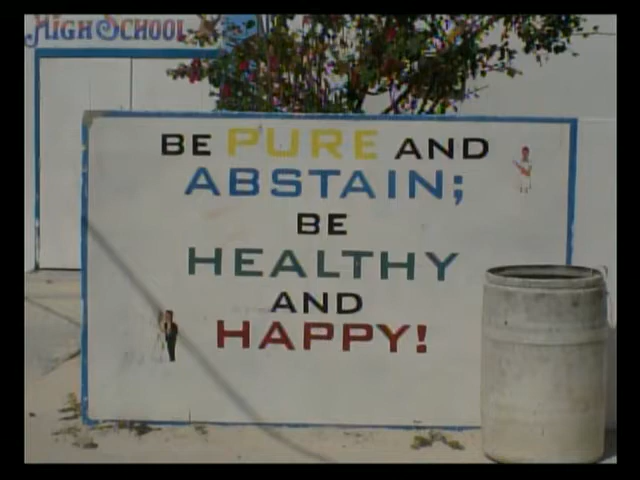 High School
BE PURE AND
ABSTAIN;
BE
HEALTHY
AND
HAPPY!